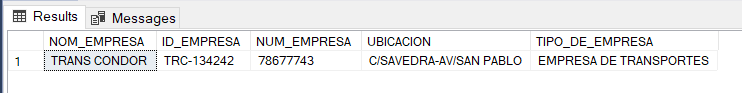 Results Messages
NOM_EMPRESA ID_EMPRESA NUM_EMPRESA UBICACION TIPO_DE_EMPRESA
1 TRANS CONDOR TRC-134242 78677743 C/SAVEDRA-AV/SAN PABLO EMPRESA DE TRANSPORTES